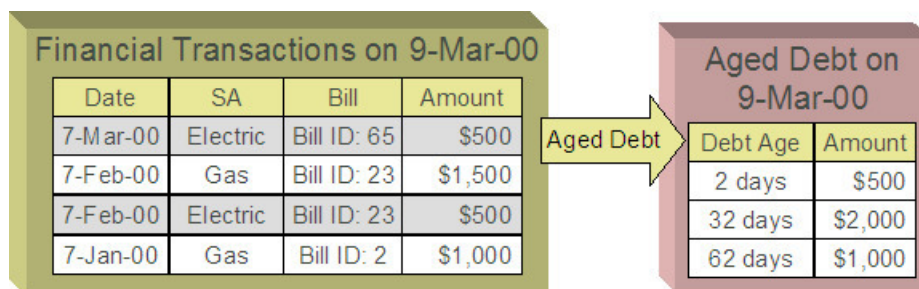 Financial Transactions on 9-Mar-00
Date SA Bill Amount
7-Mar-00 Electric Bill ID: 65 $500
7-Feb-00 Gas Bill ID: 23 $1,500
7-Feb-00 Electric Bill ID: 23 $500
7-Jan-00 Gas Bill ID: 2 $1,000
Aged Debt
Aged Debt on
9-Mar-00
Debt Age Amount
2 days $500
32 days $2,000
62 days $1,000